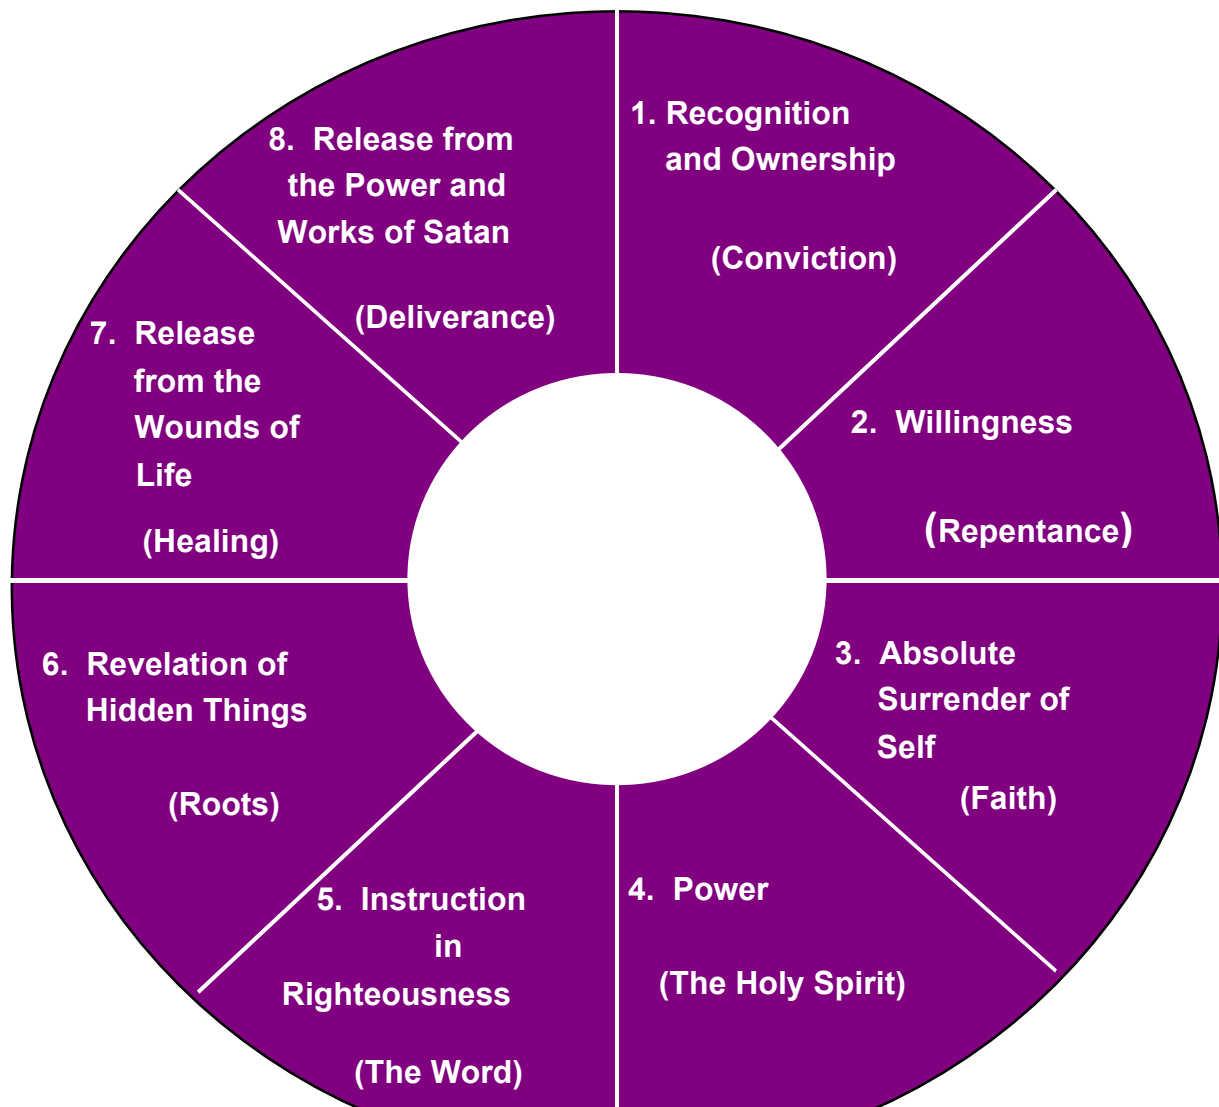 1. Recognition
and Ownership
(Conviction)
2. Willingness
(Repentance)
3. Absolute
Surrender of
Self
(Faith)
4. Power
(The Holy Spirit)
5. Instruction
in
Righteousness
(The Word)
6. Revelation of
Hidden Things
(Roots)
7. Release
from the
Wounds of
Life
(Healing)
8. Release from
the Power and
Works of Satan
(Deliverance)